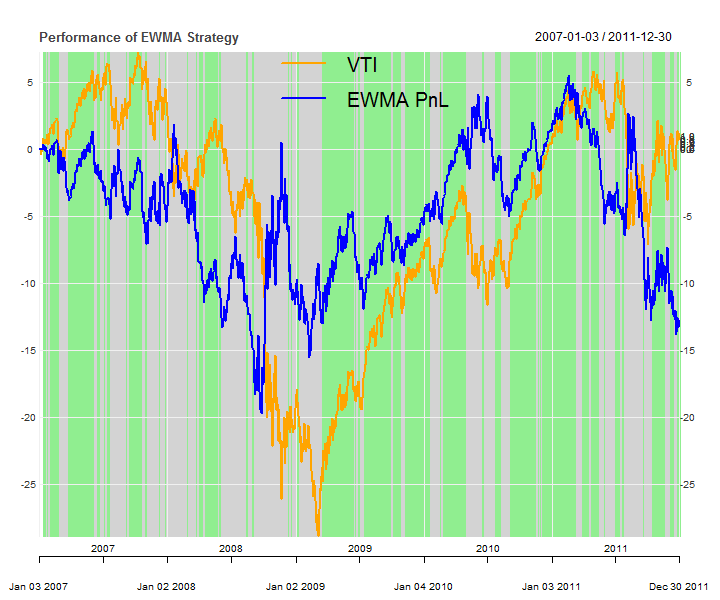 Performance of EWMA Strategy 2007-01-03 / 2011-12-30
VTI
EWMA PnL
5 5
0
-5 -5
-10 -10
-15 -15
-20 -20
-25 -25
2007 2008 2009 2010 2011
Jan 03 2007 Jan 02 2008 Jan 02 2009 Jan 04 2010 Jan 03 2011 Dec 30 2011